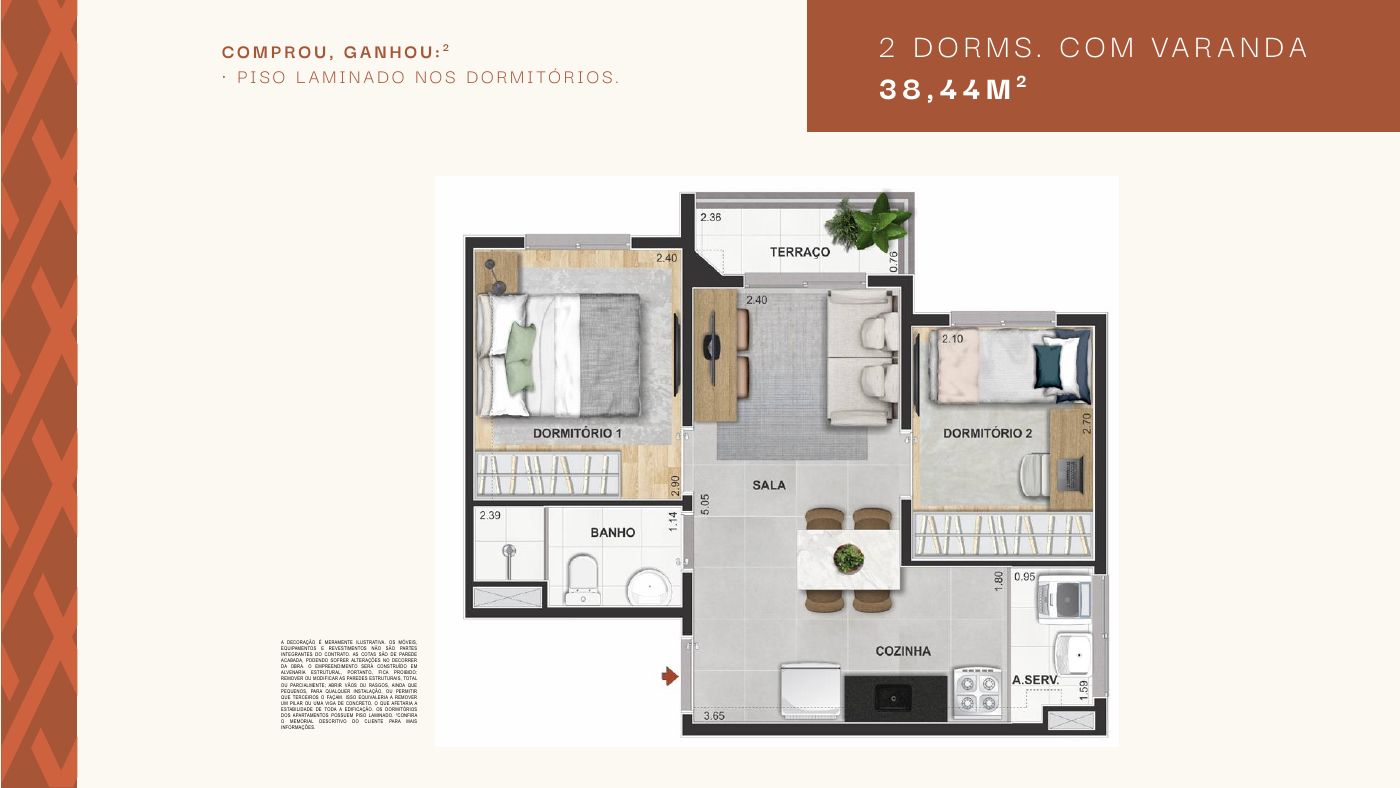 COMPROU, GANHOU:²
· PISO LAMINADO NOS DORMITÓRIOS.
2 DORMS. COM VARANDA
38,44M²
2.36
TERRAÇO
0.76
2.40
2.40
2.10
DORMITÓRIO 1
DORMITÓRIO 2
2.70
SALA
2.90
5.05
2.39
BANHO
1.14
1.80
0.95
COZINHA
A.SERV.
1.59
3.65
A DECORAÇÃO É MERAMENTE ILUSTRATIVA. OS MÓVEIS,
EQUIPAMENTOS E REVESTIMENTOS NÃO SÃO PARTES
INTEGRANTES DO CONTRATO. AS COTAS SÃO DE PAREDE
ACABADA, PODENDO SOFRER ALTERAÇÕES NO DECORRER
DA OBRA. O EMPREENDIMENTO SERÁ CONSTRUÍDO EM
ALVENARIA ESTRUTURAL, PORTANTO, FICA PROIBIDO:
REMOVER OU MODIFICAR AS PAREDES ESTRUTURAIS, TOTAL
OU PARCIALMENTE; ABRIR VÃOS OU RASGOS, AINDA QUE
PEQUENOS, PARA QUALQUER INSTALAÇÃO, OU PERMITIR
QUE TERCEIROS O FAÇAM. ISSO EQUIVALERIA A REMOVER
UM PILAR OU UMA VIGA DE CONCRETO, O QUE AFETARIA A
ESTABILIDADE DE TODA A EDIFICAÇÃO. OS DORMITÓRIOS
DOS APARTAMENTOS POSSUEM PISO LAMINADO. ²CONFIRA
O MEMORIAL DESCRITIVO DO CLIENTE PARA MAIS
INFORMAÇÕES.